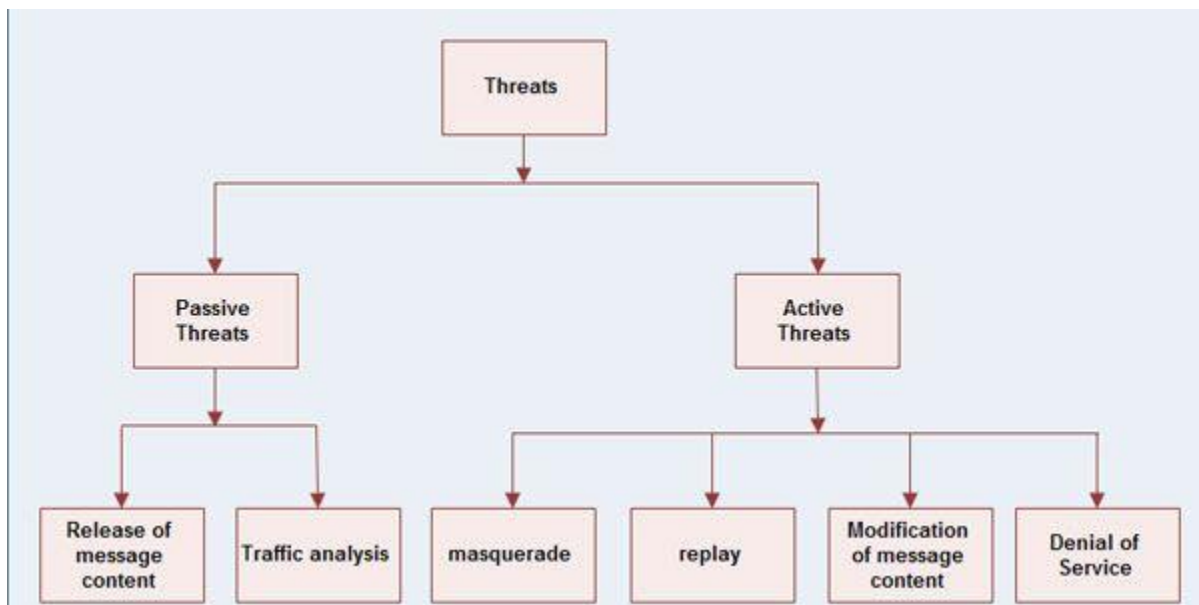 Threats
Passive
Threats
Active
Threats
Release of
message
content
Traffic analysis
masquerade
replay
Modification
of message
content
Denial of
Service